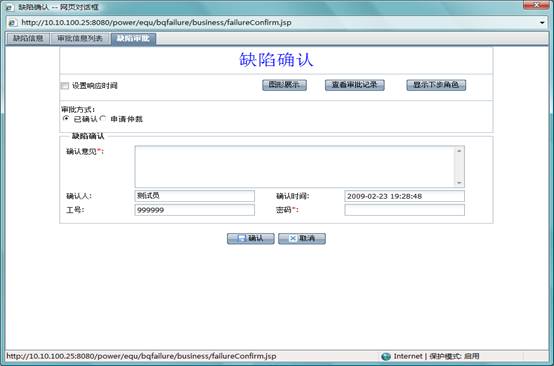 缺陷确认 -- 网页对话框
http://10.10.100.25:8080/power/equ/bqfailure/business/failureConfirm.jsp
缺陷信息 审批信息列表 缺陷审批
缺陷确认
设置响应时间 图形展示 查看审批记录 显示下步角色
审批方式:
已确认 申请仲裁
缺陷确认
确认意见*:
确认人: 测试员 确认时间: 2009-02-23 19:28:48
工号: 999999 密码*:
确认 取消
http://10.10.100.25:8080/power/equ/bqfailure/business/failureConfirm.jsp Internet | 保护模式: 启用